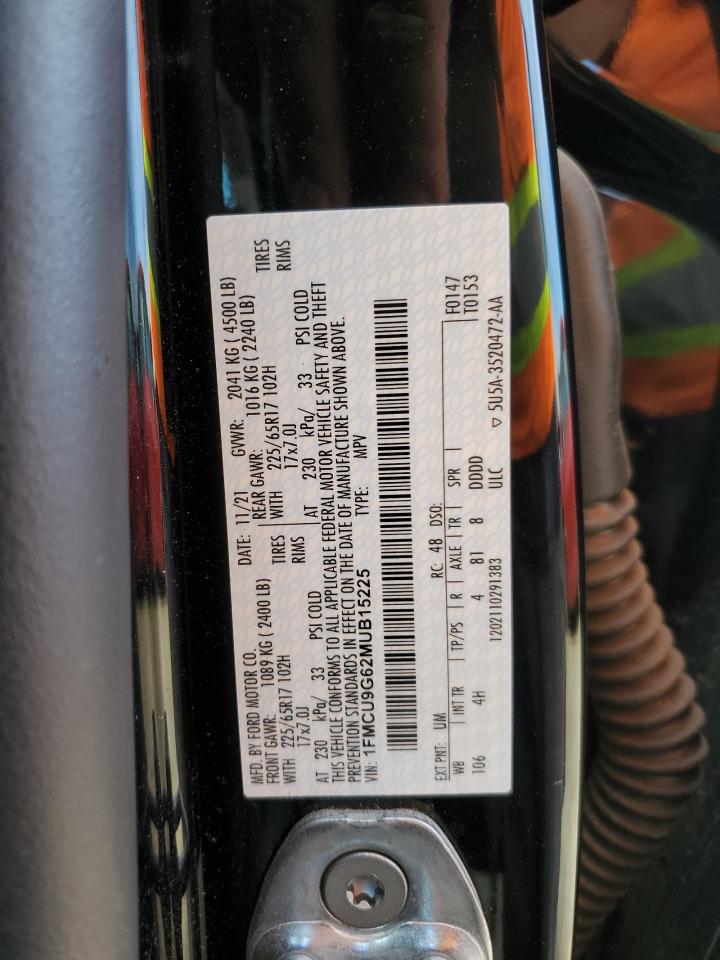 MFD. BY FORD MOTOR CO. DATE: 11/21 GVWR: 2041 KG ( 4500 LB)
FRONT GAWR: 1089 KG ( 2400 LB) REAR GAWR: 1016 KG ( 2240 LB)
WITH 225/65R17 102H TIRES WITH 225/65R17 102H TIRES
17x7.0J RIMS 17x7.0J RIMS
AT 230 kPa/ 33 PSI COLD AT 230 kPa/ 33 PSI COLD
THIS VEHICLE CONFORMS TO ALL APPLICABLE FEDERAL MOTOR VEHICLE SAFETY AND THEFT
PREVENTION STANDARDS IN EFFECT ON THE DATE OF MANUFACTURE SHOWN ABOVE.
VIN: 1FMCU9G62MUB15225 TYPE: MPV
EXT PNT: UM RC: 48 DSO: F0147
WB INT TR TP/PS R AXLE TR SPR T0153
106 4H 4 81 8 DDDD
12021110291383 ULC ▽ 5U5A-3520472-AA